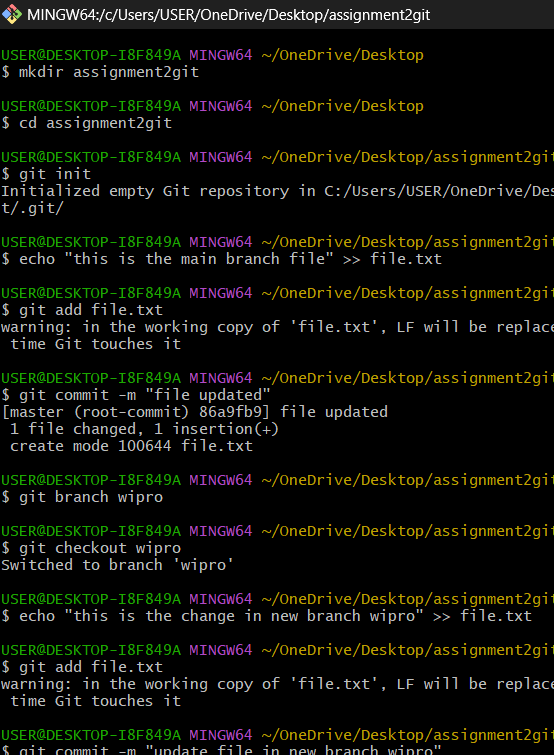 MINGW64:/c/Users/USER/OneDrive/Desktop/assignment2git
USER@DESKTOP-I8F849A MINGW64 ~/OneDrive/Desktop
$ mkdir assignment2git
USER@DESKTOP-I8F849A MINGW64 ~/OneDrive/Desktop
$ cd assignment2git
USER@DESKTOP-I8F849A MINGW64 ~/OneDrive/Desktop/assignment2git
$ git init
Initialized empty Git repository in C:/Users/USER/OneDrive/Des
t/.git/
USER@DESKTOP-I8F849A MINGW64 ~/OneDrive/Desktop/assignment2git
$ echo "this is the main branch file" >> file.txt
USER@DESKTOP-I8F849A MINGW64 ~/OneDrive/Desktop/assignment2git
$ git add file.txt
warning: in the working copy of 'file.txt', LF will be replace
 time Git touches it
USER@DESKTOP-I8F849A MINGW64 ~/OneDrive/Desktop/assignment2git
$ git commit -m "file updated"
[master (root-commit) 86a9fb9] file updated
 1 file changed, 1 insertion(+)
 create mode 100644 file.txt
USER@DESKTOP-I8F849A MINGW64 ~/OneDrive/Desktop/assignment2git
$ git branch wipro
USER@DESKTOP-I8F849A MINGW64 ~/OneDrive/Desktop/assignment2git
$ git checkout wipro
Switched to branch 'wipro'
USER@DESKTOP-I8F849A MINGW64 ~/OneDrive/Desktop/assignment2git
$ echo "this is the change in new branch wipro" >> file.txt
USER@DESKTOP-I8F849A MINGW64 ~/OneDrive/Desktop/assignment2git
$ git add file.txt
warning: in the working copy of 'file.txt', LF will be replace
 time Git touches it
USER@DESKTOP-I8F849A MINGW64 ~/OneDrive/Desktop/assignment2git
$ git commit -m "update file in new branch wipro"